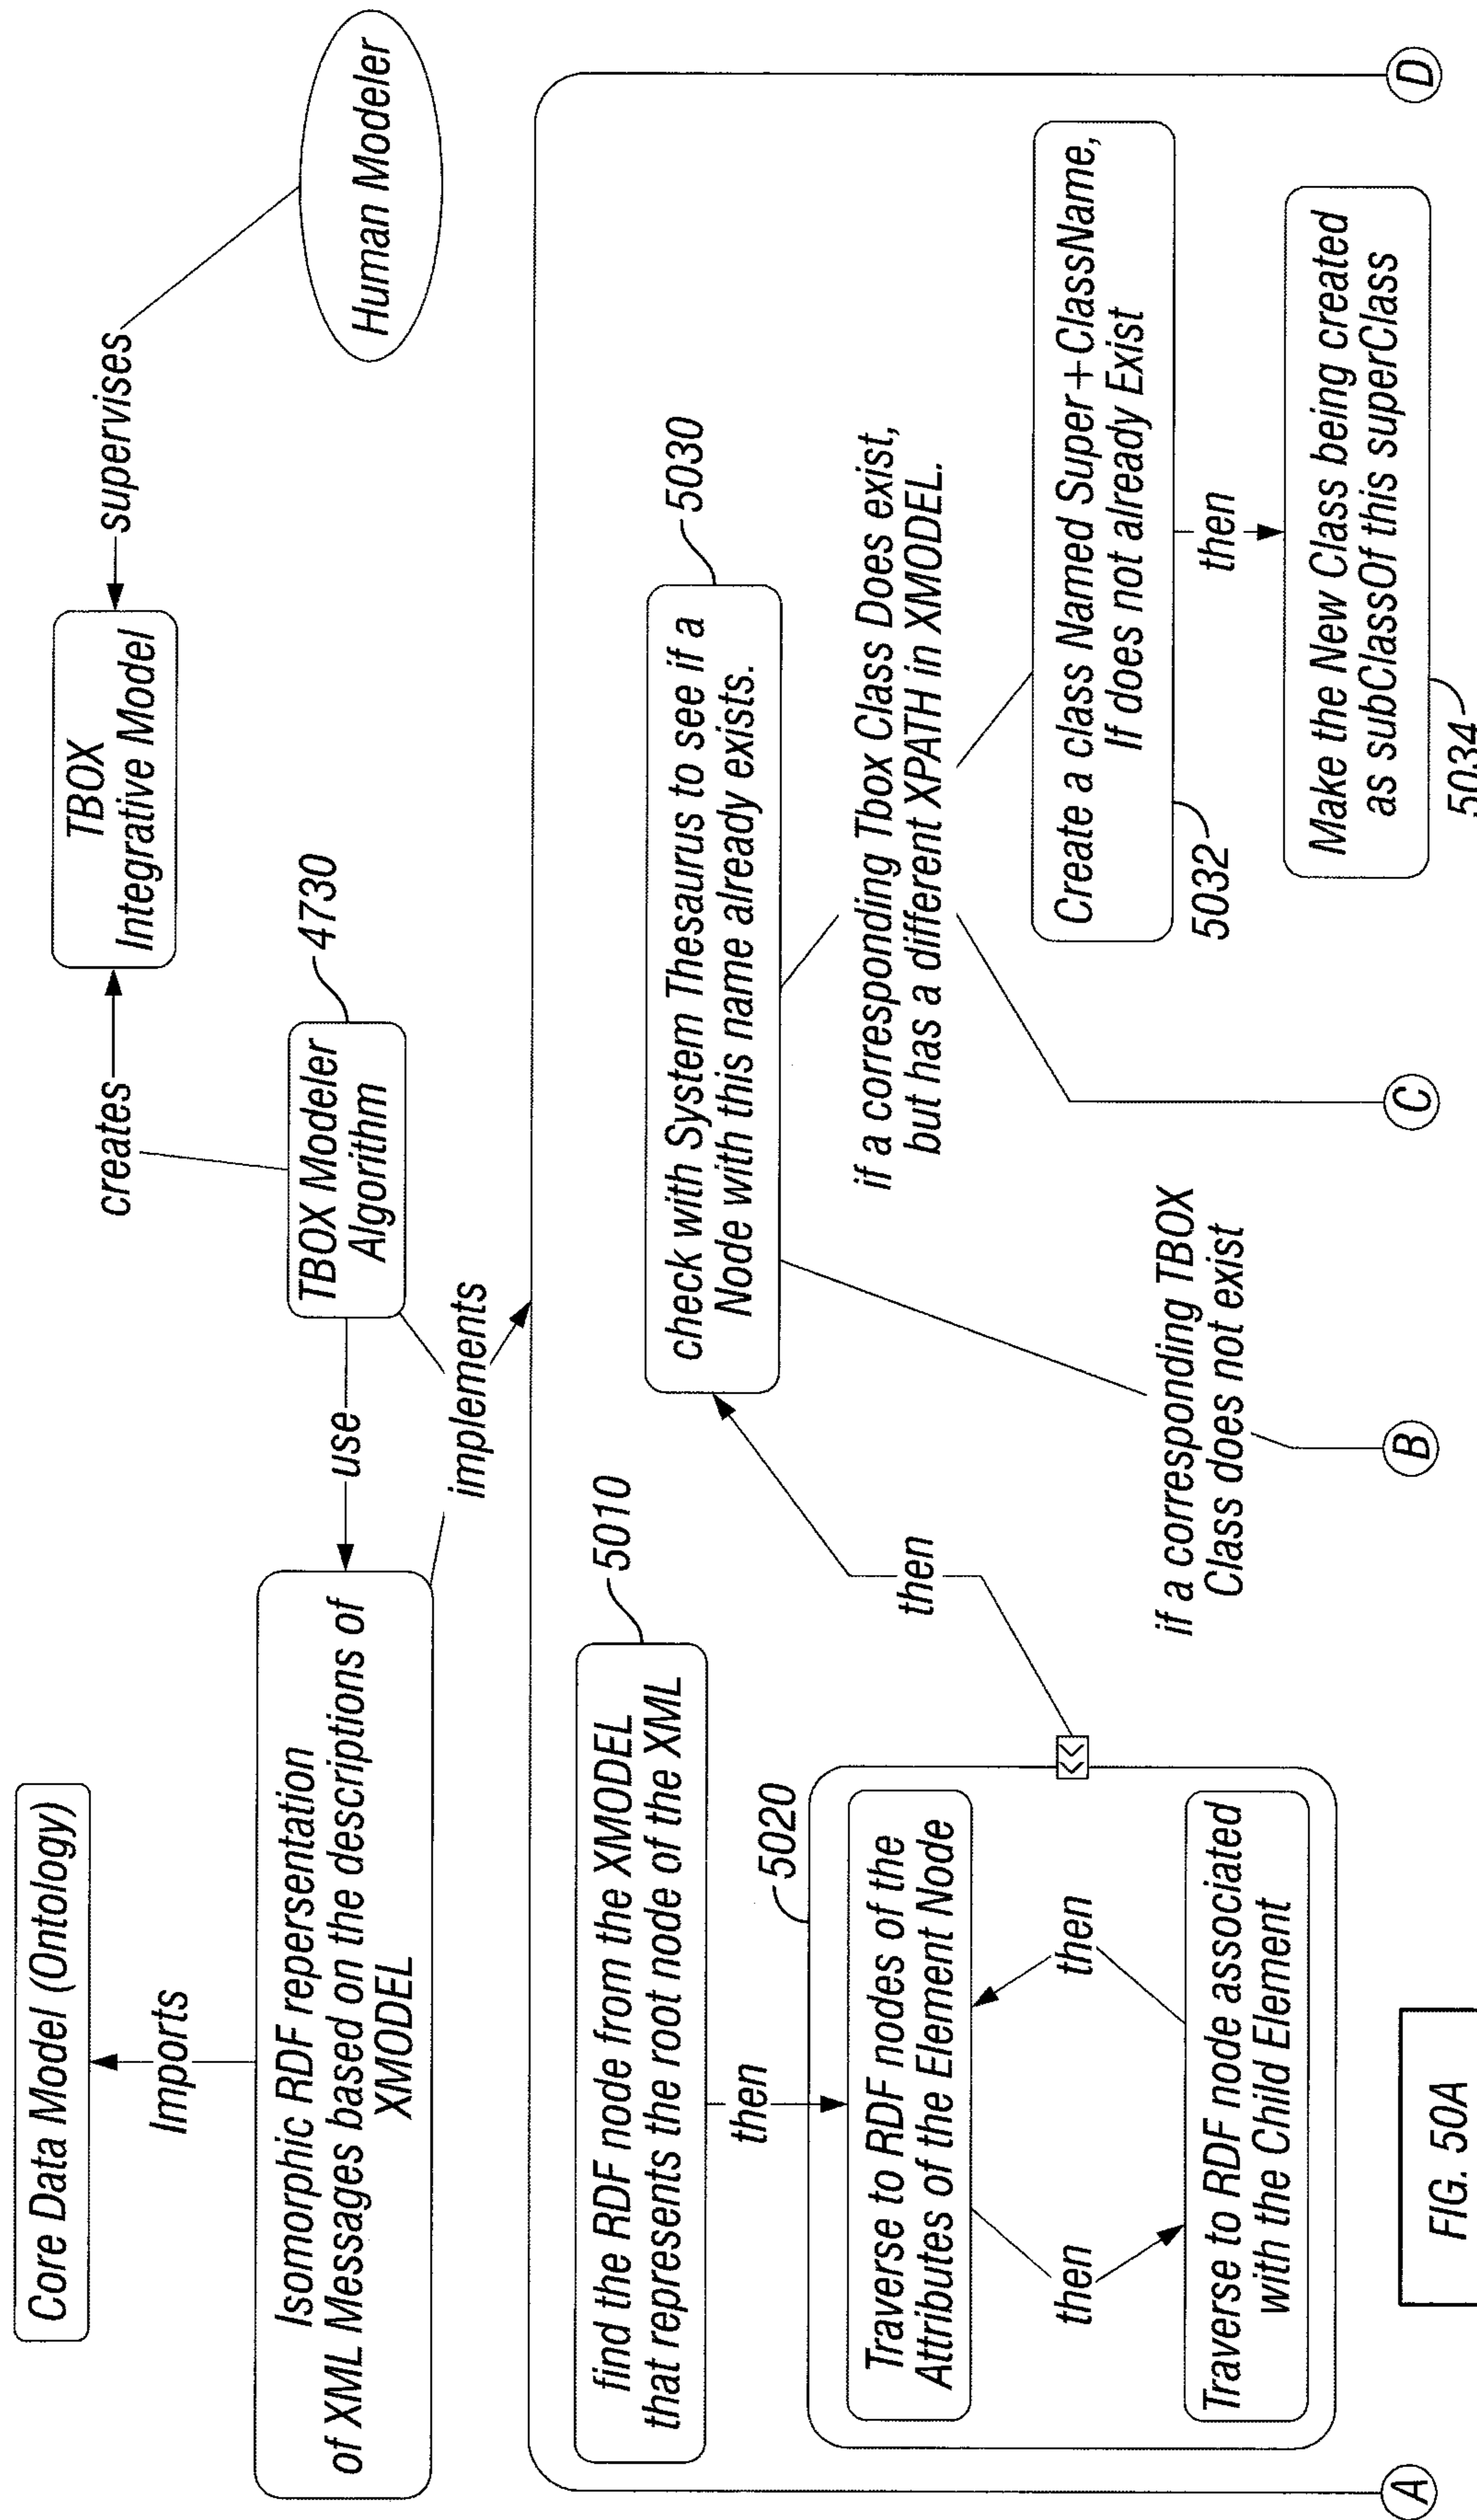 Core Data Model (Ontology)
Imports
Isomorphic RDF repersentation
of XML Messages based on the descriptions of
XMODEL
use
TBOX Modeler
Algorithm
4730
creates
TBOX
Integrative Model
supervises
Human Modeler
implements
find the RDF node from the XMODEL
that represents the root node of the XML
5010
then
5020
Traverse to RDF nodes of the
Attributes of the Element Node
then
then
Traverse to RDF node associated
with the Child Element
<<
then
check with System Thesaurus to see if a
Node with this name already exists.
5030
if a corresponding TBOX
Class does not exist
if a corresponding Tbox Class Does exist,
but has a different XPATH in XMODEL.
Create a class Named Super+ClassName,
If does not already Exist
5032
then
Make the New Class being created
as subClassOf this superClass
5034
A
B
C
D
FIG. 50A